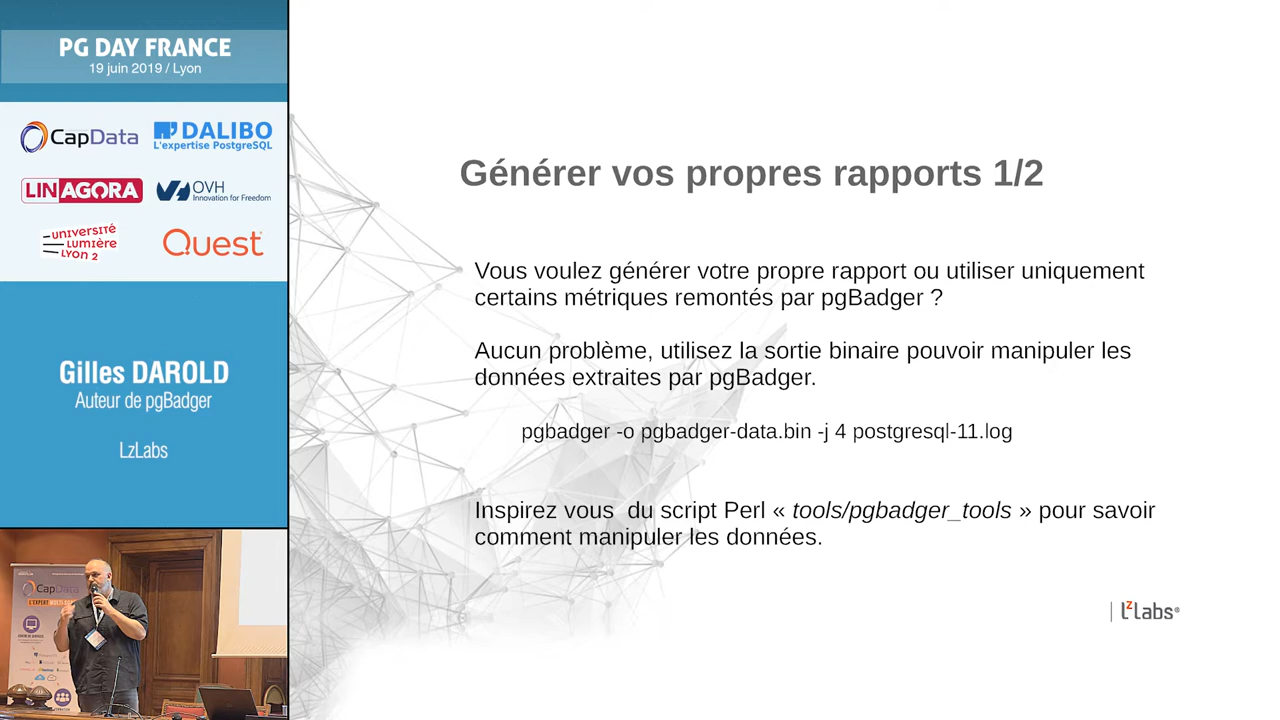 PG DAY FRANCE
19 juin 2019 / Lyon
CapData
DALIBO
L'expertise PostgreSQL
LINAGORA
OVH
Innovation for Freedom
UNIVERSITÉ
LUMIÈRE
LYON 2
Quest
Gilles DAROLD
Auteur de pgBadger
LzLabs
Générer vos propres rapports 1/2
Vous voulez générer votre propre rapport ou utiliser uniquement
certains métriques remontés par pgBadger ?
Aucun problème, utilisez la sortie binaire pouvoir manipuler les
données extraites par pgBadger.
pgbadger -o pgbadger-data.bin -j 4 postgresql-11.log
Inspirez vous  du script Perl « tools/pgbadger_tools » pour savoir
comment manipuler les données.
LzLabs®
CapData